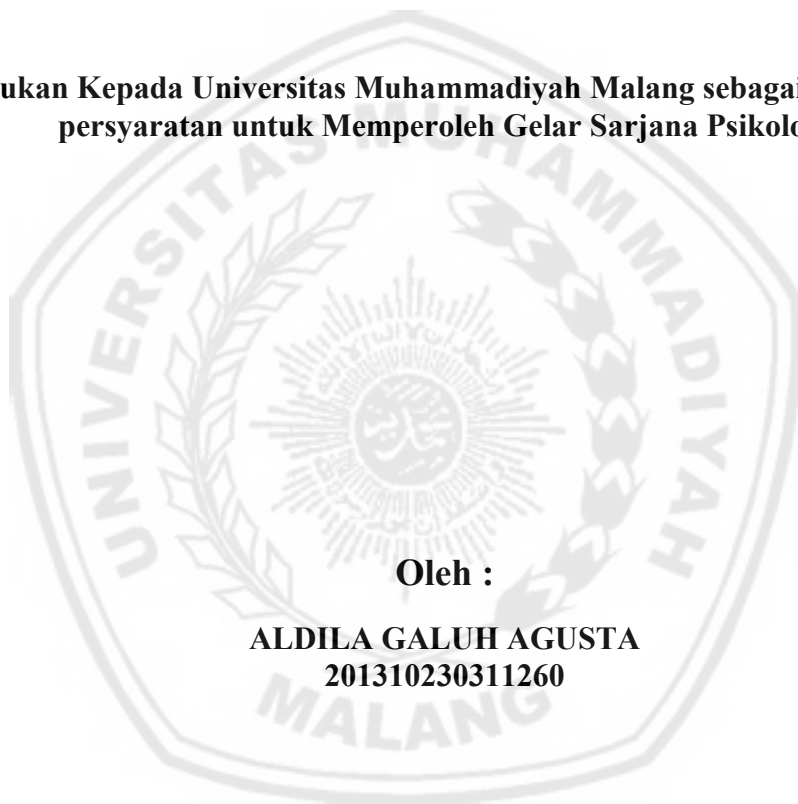 ukan Kepada Universitas Muhammadiyah Malang sebagai
persyaratan untuk Memperoleh Gelar Sarjana Psikolo
UNIVERSITAS MUHAMMADIYAH
Oleh :
ALDILA GALUH AGUSTA
201310230311260
MALANG